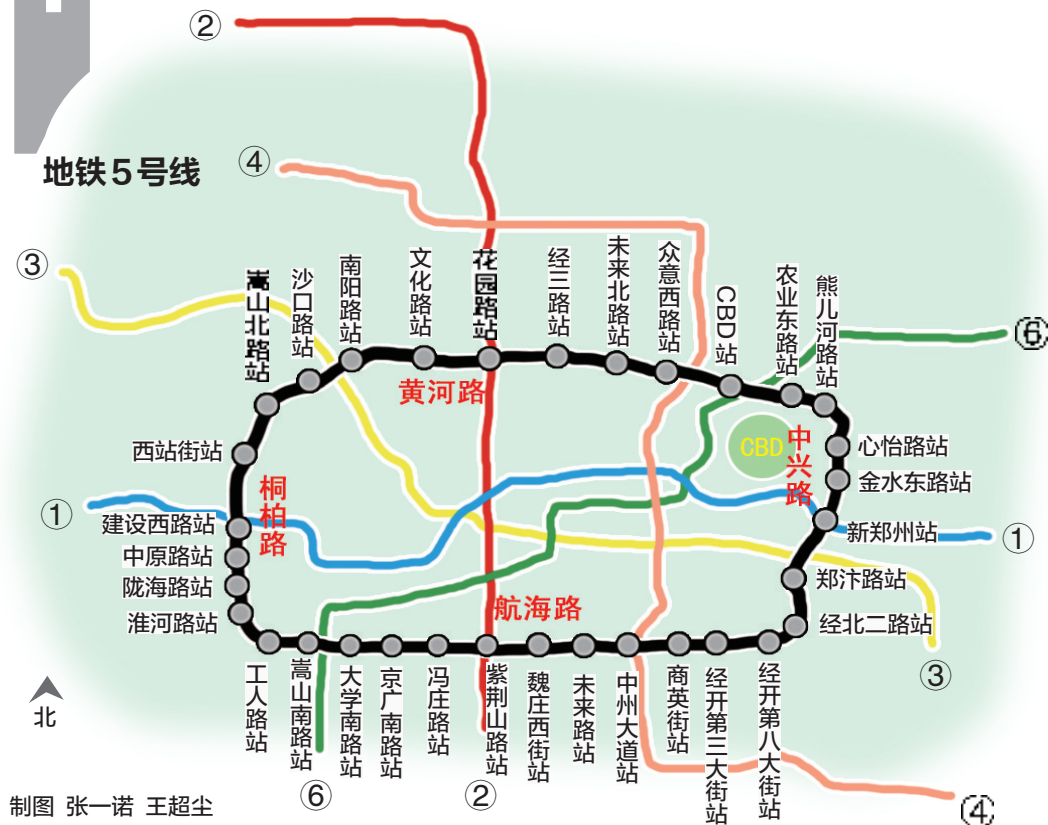 ②
地铁5号线
④
③
嵩山北路站
沙口路站
南阳路站
文化路站
花园路站
经三路站
未来北路站
众意西路站
CBD站
农业东路站
熊儿河路站
⑥
黄河路
西站街站
CBD
中兴路
心怡路站
金水东路站
桐柏路
①
建设西路站
新郑州站
①
中原路站
陇海路站
郑汴路站
淮河路站
航海路
经北二路站
③
工人路站
嵩山南路站
大学南路站
京广南路站
冯庄路站
紫荆山路站
魏庄西街站
未来路站
中州大道站
商英街站
经开第三大街站
经开第八大街站
北
⑥
②
④
制图 张一诺 王超尘